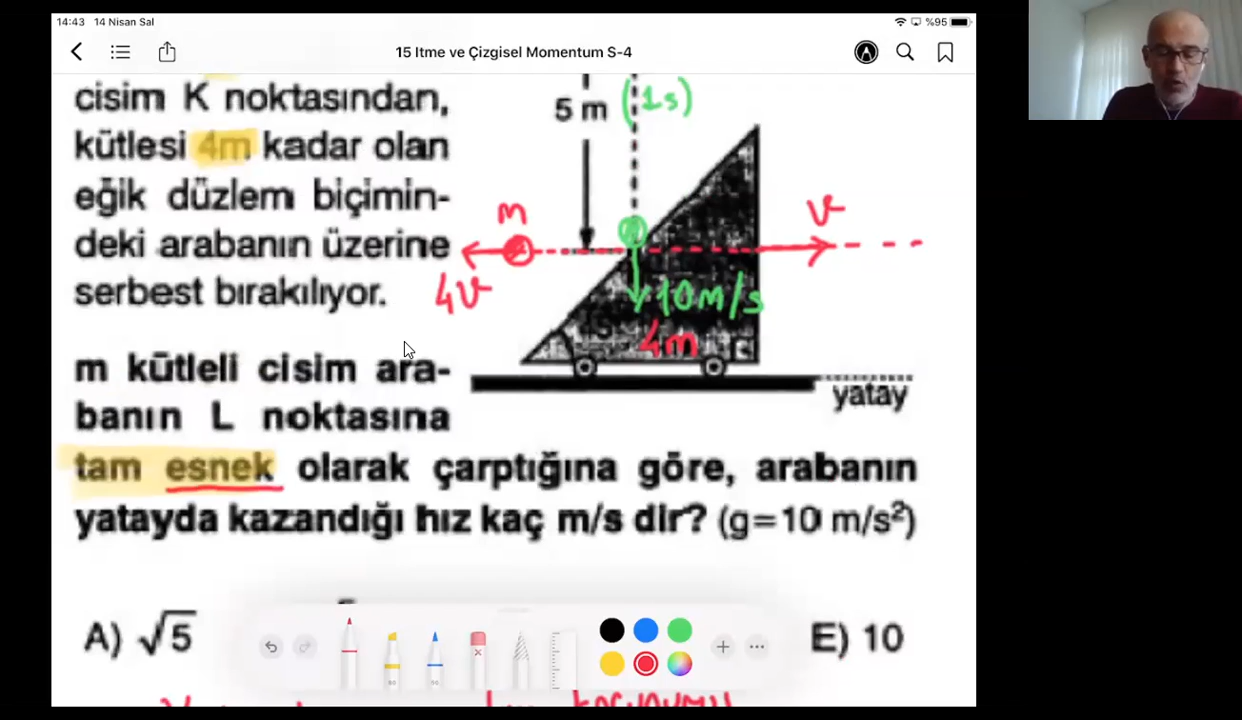 14:43 14 Nisan Sal
%95
15 Itme ve Çizgisel Momentum S-4
cisim K noktasından,
kütlesi 4m kadar olan
eğik düzlem biçimin-
deki arabanın üzerine
serbest bırakılıyor.
5 m (1s)
m
v
4v
10m/s
4m
yatay
m kütleli cisim ara-
banın L noktasına
tam esnek olarak çarptığına göre, arabanın
yatayda kazandığı hız kaç m/s dir? (g=10 m/s²)
A) √5
E) 10